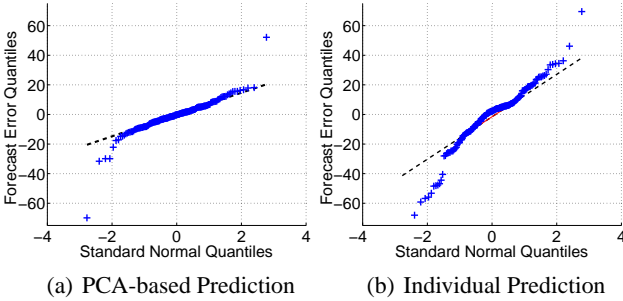 60
40
20
0
−20
−40
−60
Forecast Error Quantiles
−4 −2 0 2 4
Standard Normal Quantiles
(a) PCA-based Prediction
60
40
20
0
−20
−40
−60
Forecast Error Quantiles
−4 −2 0 2 4
Standard Normal Quantiles
(b) Individual Prediction